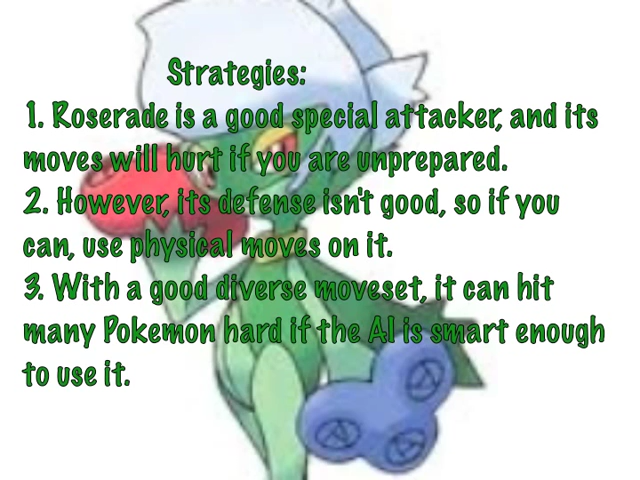 Strategies:
1. Roserade is a good special attacker, and its
moves will hurt if you are unprepared.
2. However, its defense isn't good, so if you
can, use physical moves on it.
3. With a good diverse moveset, it can hit
many Pokemon hard if the AI is smart enough
to use it.